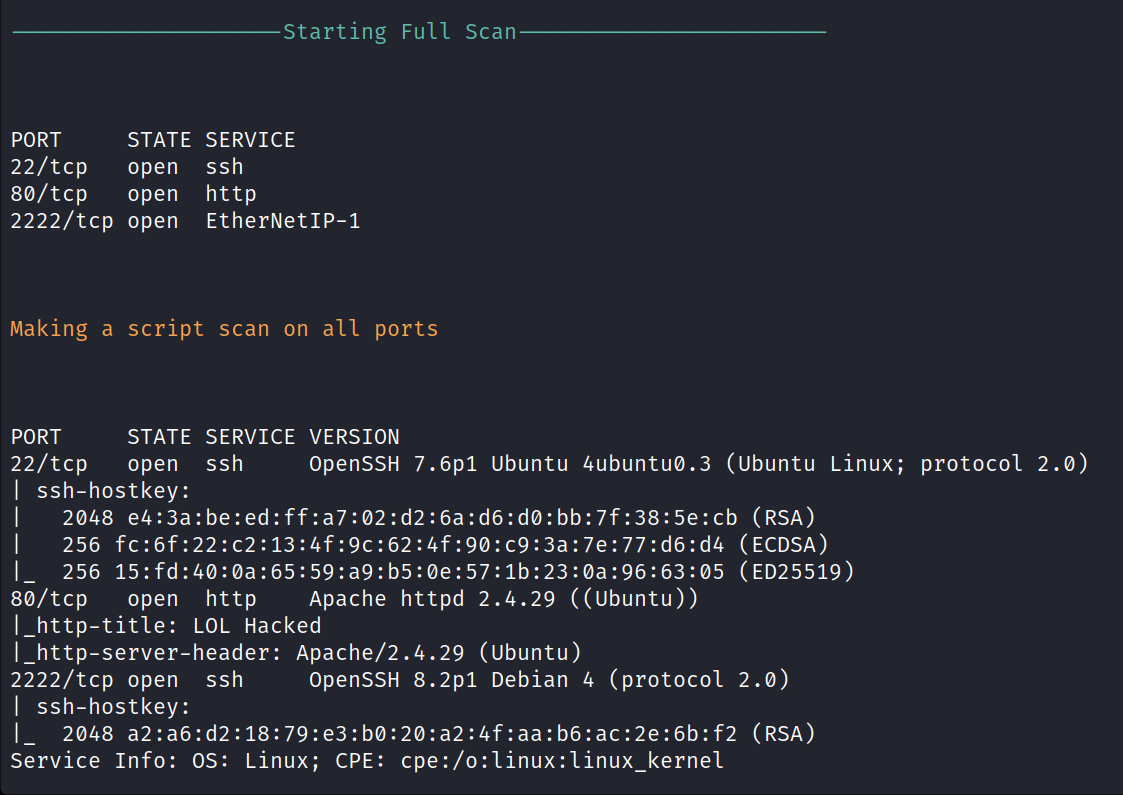 Starting Full Scan
PORT     STATE SERVICE
22/tcp   open  ssh
80/tcp   open  http
2222/tcp open  EtherNetIP-1
Making a script scan on all ports
PORT     STATE SERVICE VERSION
22/tcp   open  ssh     OpenSSH 7.6p1 Ubuntu 4ubuntu0.3 (Ubuntu Linux; protocol 2.0)
| ssh-hostkey:
|   2048 e4:3a:be:ed:ff:a7:02:d2:6a:d6:d0:bb:7f:38:5e:cb (RSA)
|   256 fc:6f:22:c2:13:4f:9c:62:4f:90:c9:3a:7e:77:d6:d4 (ECDSA)
|_  256 15:fd:40:0a:65:59:a9:b5:0e:57:1b:23:0a:96:63:05 (ED25519)
80/tcp   open  http    Apache httpd 2.4.29 ((Ubuntu))
|_http-title: LOL Hacked
|_http-server-header: Apache/2.4.29 (Ubuntu)
2222/tcp open  ssh     OpenSSH 8.2p1 Debian 4 (protocol 2.0)
| ssh-hostkey:
|_  2048 a2:a6:d2:18:79:e3:b0:20:a2:4f:aa:b6:ac:2e:6b:f2 (RSA)
Service Info: OS: Linux; CPE: cpe:/o:linux:linux_kernel